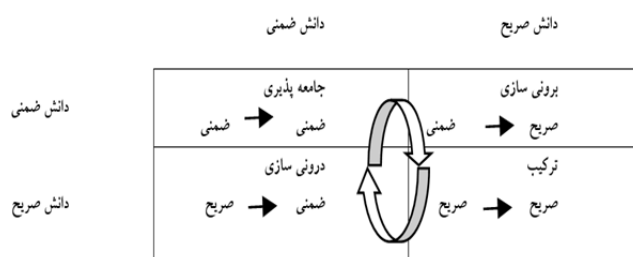 دانش صریح
دانش ضمنی
برونی سازی
جامعه پذیری
دانش ضمنی
صریح
ضمنی
ضمنی
ضمنی
ترکیب
درونی سازی
دانش صریح
صریح
صریح
ضمنی
صریح